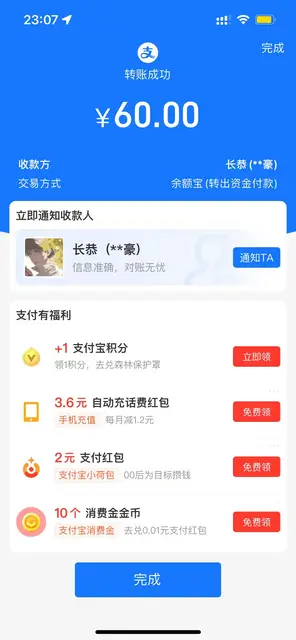 23:07
完成
支
转账成功
¥60.00
收款方 长恭 (**豪)
交易方式 余额宝 (转出资金付款)
立即通知收款人
长恭（**豪）
信息准确，对账无忧
通知TA
支付有福利
+1 支付宝积分
领1积分，去兑森林保护罩
立即领
3.6元 自动充话费红包
手机充值 每月减1.2元
免费领
2元 支付红包
支付宝小荷包 00后为目标攒钱
免费领
10个 消费金金币
支付宝消费金 去兑0.01元支付红包
免费领
完成